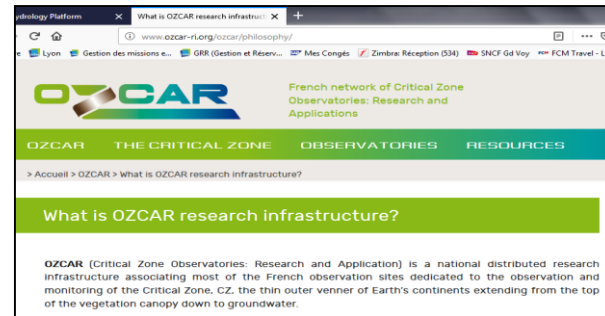 ydrology Platform What is OZCAR research infrastruct
www.ozcar-ri.org/ozcar/philosophy/
Lyon Gestion des missions e... GRR (Gestion et Réserv... Mes Congés Zimbra: Réception (534) SNCF Gd Voy FCM Travel - L
OZCAR
French network of Critical Zone
Observatories: Research and
Applications
OZCAR THE CRITICAL ZONE OBSERVATORIES RESOURCES
> Accueil > OZCAR > What is OZCAR research infrastructure?
What is OZCAR research infrastructure?
OZCAR (Critical Zone Observatories: Research and Application) is a national distributed research
infrastructure associating most of the French observation sites dedicated to the observation and
monitoring of the Critical Zone, CZ, the thin outer venner of Earth's continents extending from the top
of the vegetation canopy down to groundwater.